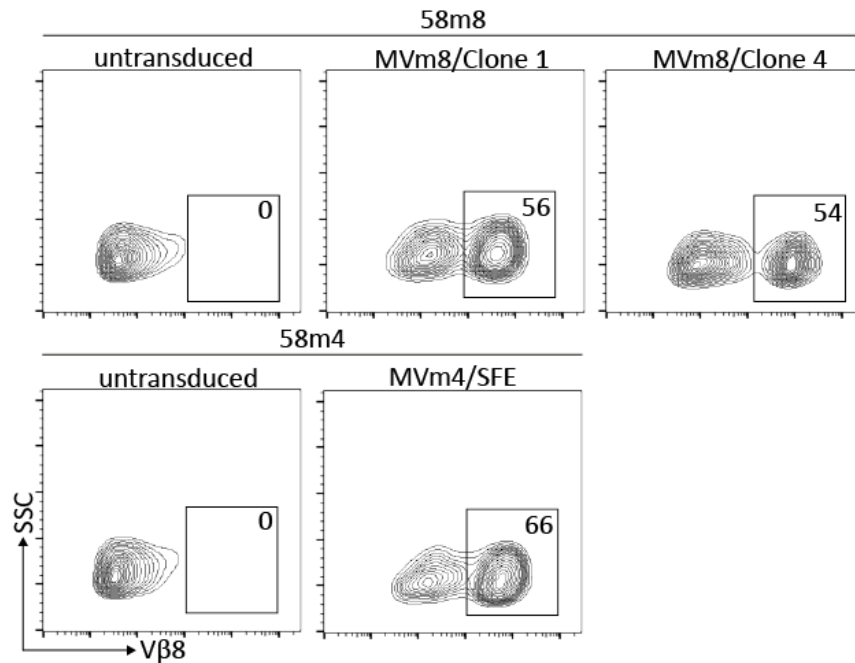 58m8
untransduced MVm8/Clone 1 MVm8/Clone 4
0 56 54
58m4
untransduced MVm4/SFE
0 66
SSC
Vβ8